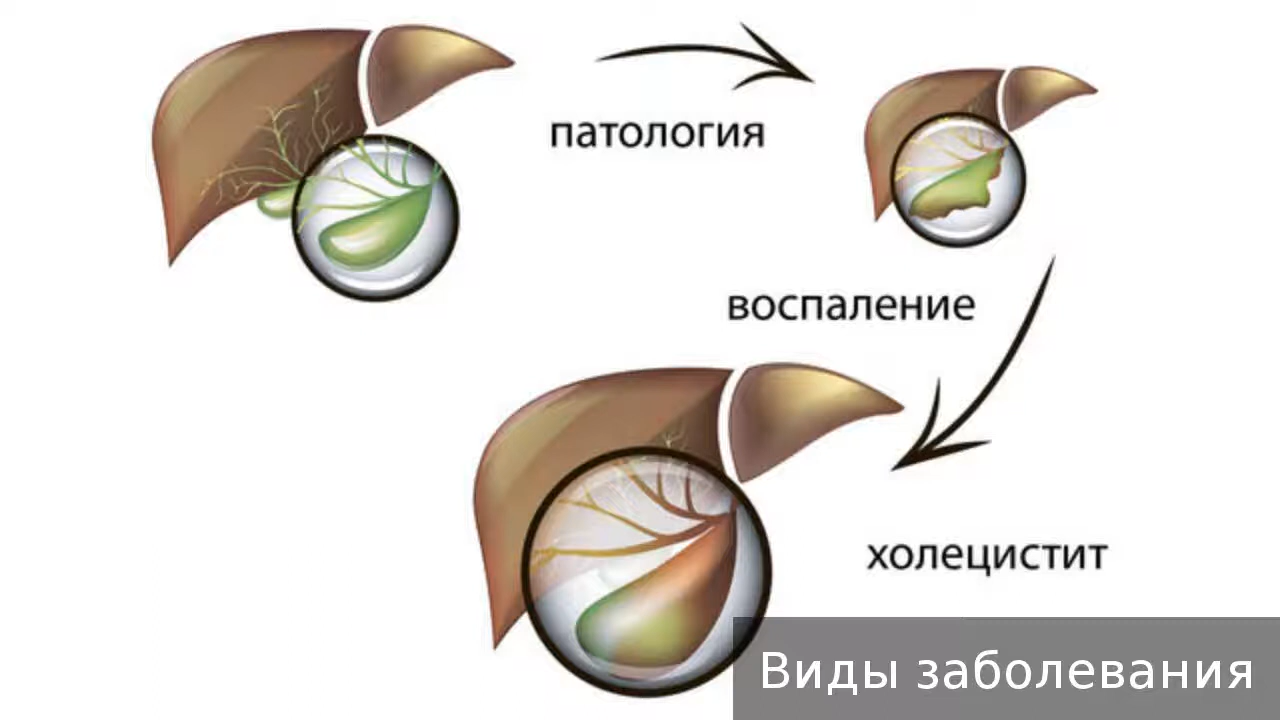 патология
воспаление
холецистит
Виды заболевания